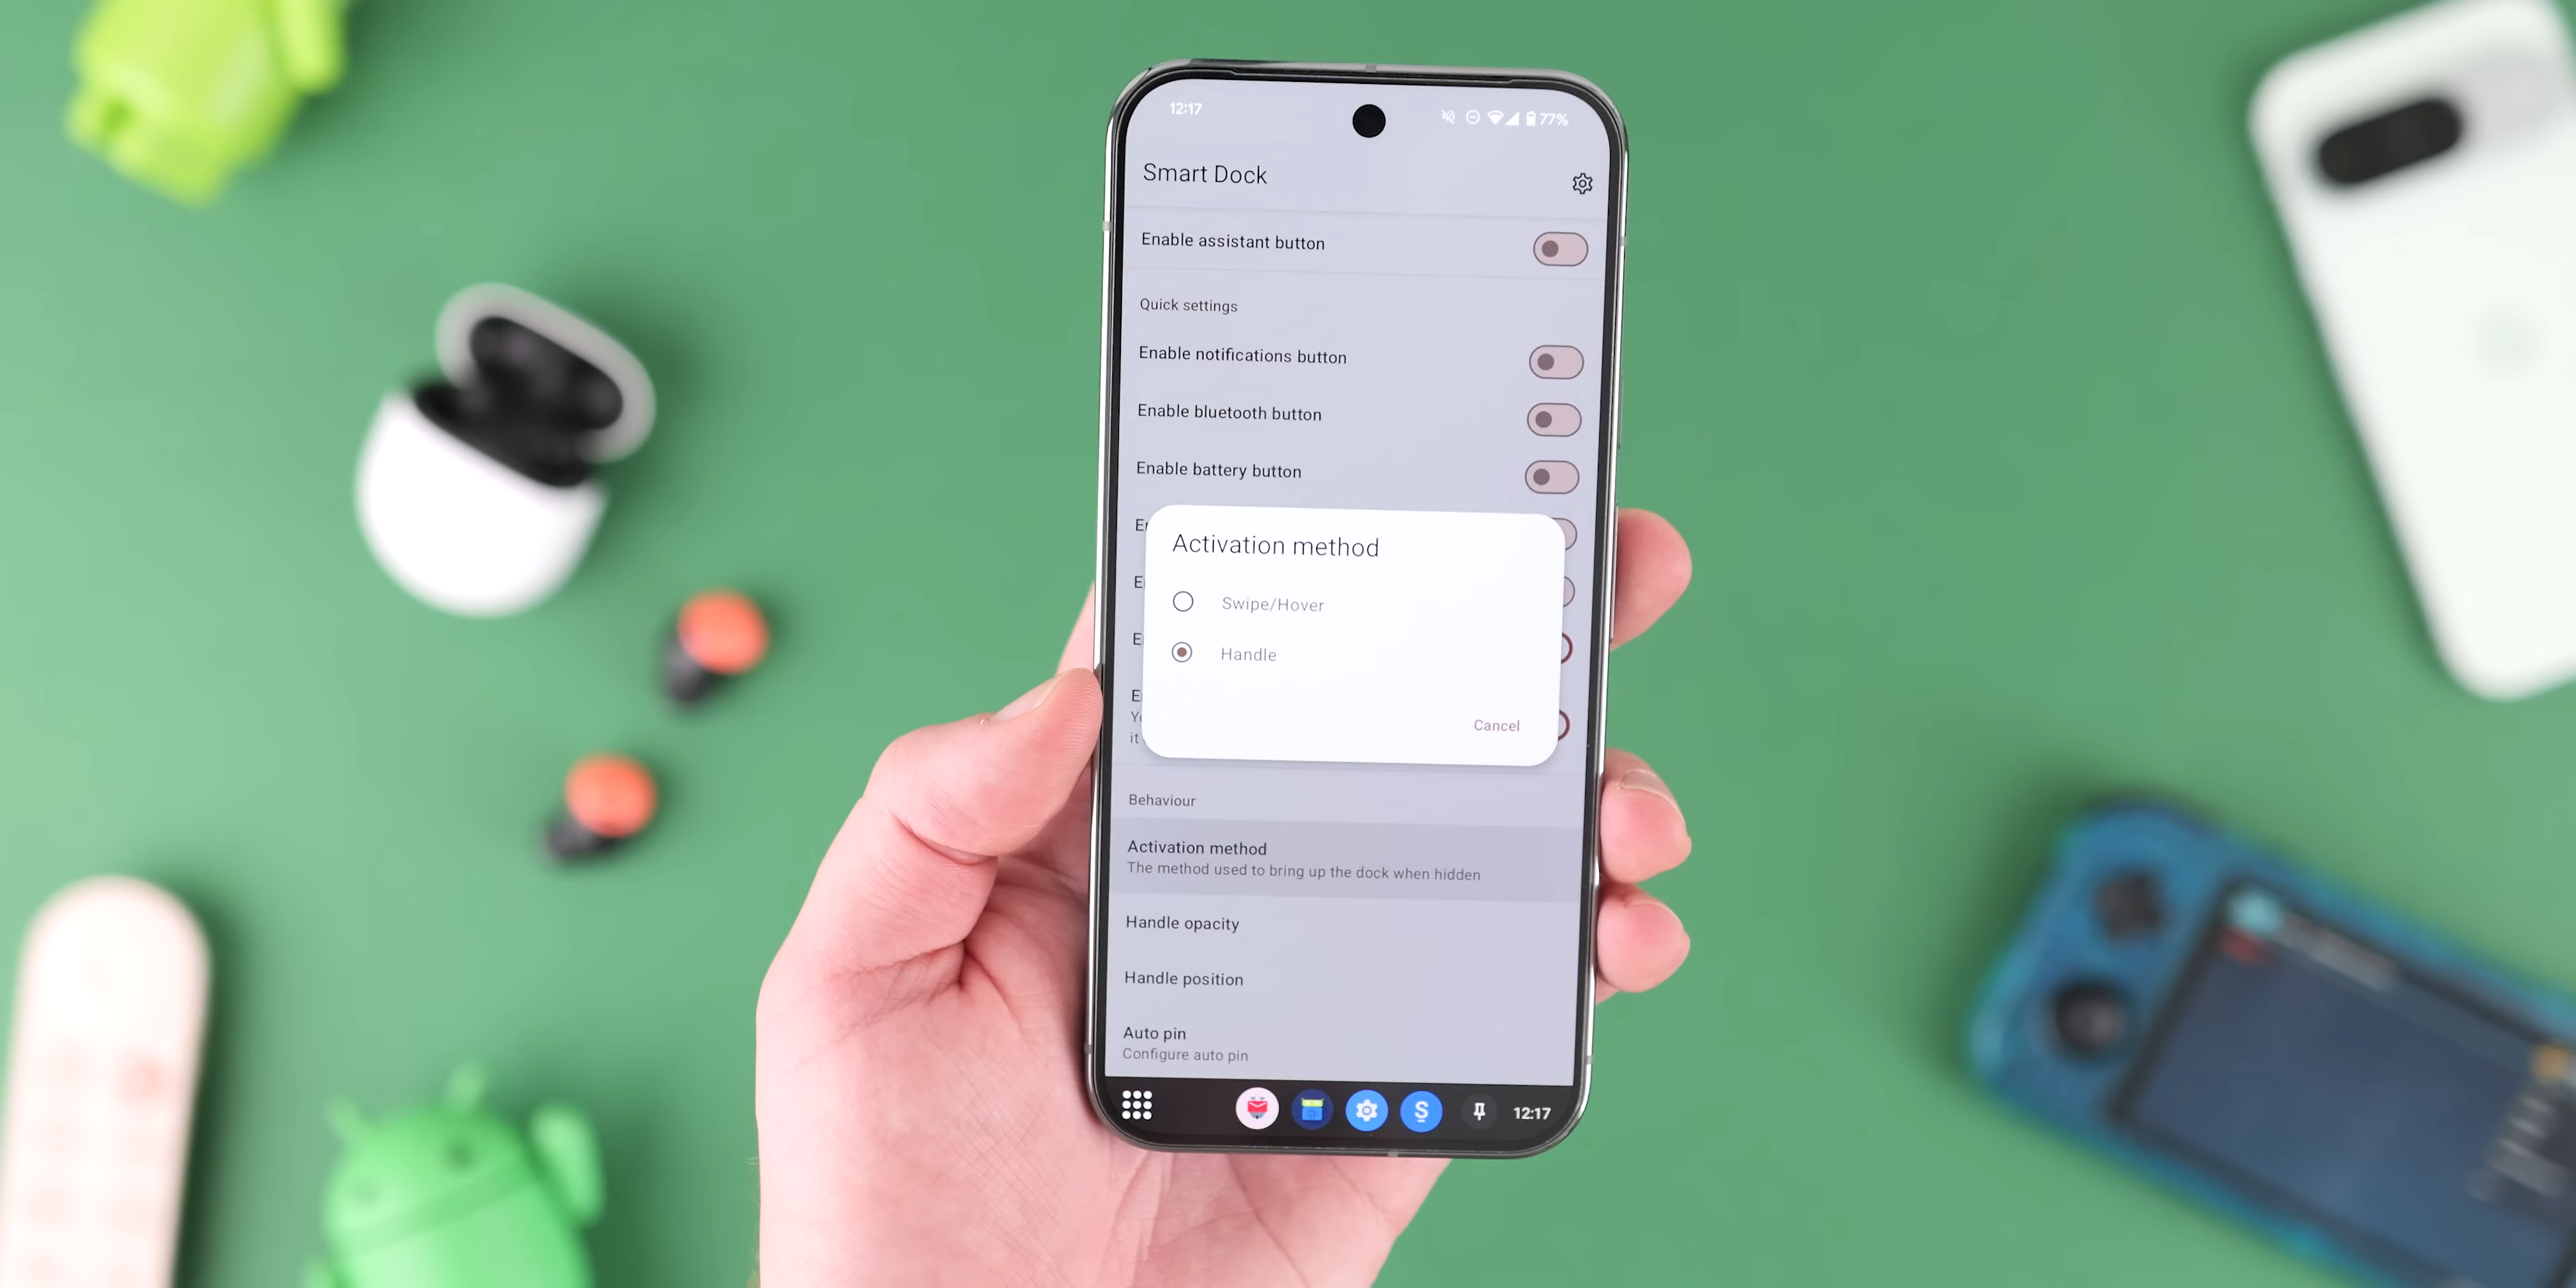 12:17
77%
Smart Dock
Enable assistant button
Quick settings
Enable notifications button
Enable bluetooth button
Enable battery button
Activation method
Swipe/Hover
Handle
Cancel
it
Behaviour
Activation method
The method used to bring up the dock when hidden
Handle opacity
Handle position
Auto pin
Configure auto pin
S
12:17